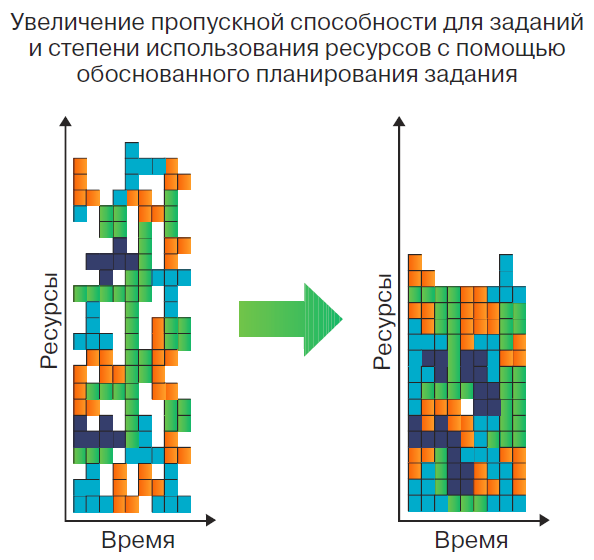 Увеличение пропускной способности для заданий
и степени использования ресурсов с помощью
обоснованного планирования задания
Ресурсы
Время
Ресурсы
Время